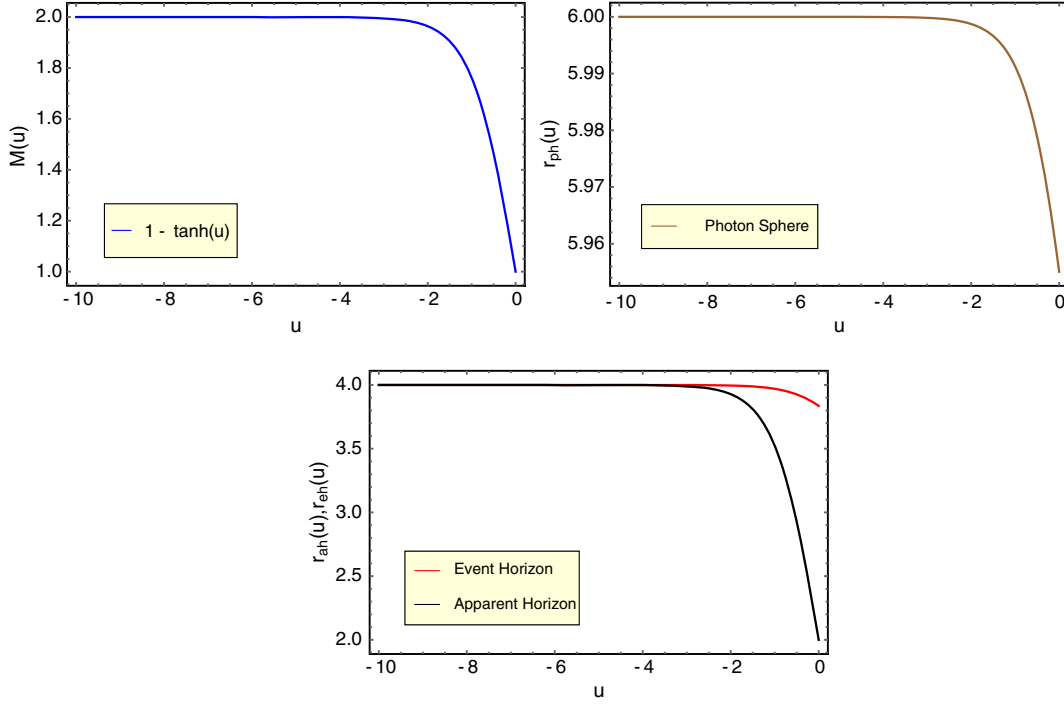 2.0
1.8
1.6
1.4
1.2
1.0
M(u)
1 - tanh(u)
-10 -8 -6 -4 -2 0
u
6.00
5.99
5.98
5.97
5.96
r_ph(u)
Photon Sphere
-10 -8 -6 -4 -2 0
u
4.0
3.5
3.0
2.5
2.0
r_ah(u),r_eh(u)
Event Horizon
Apparent Horizon
-10 -8 -6 -4 -2 0
u